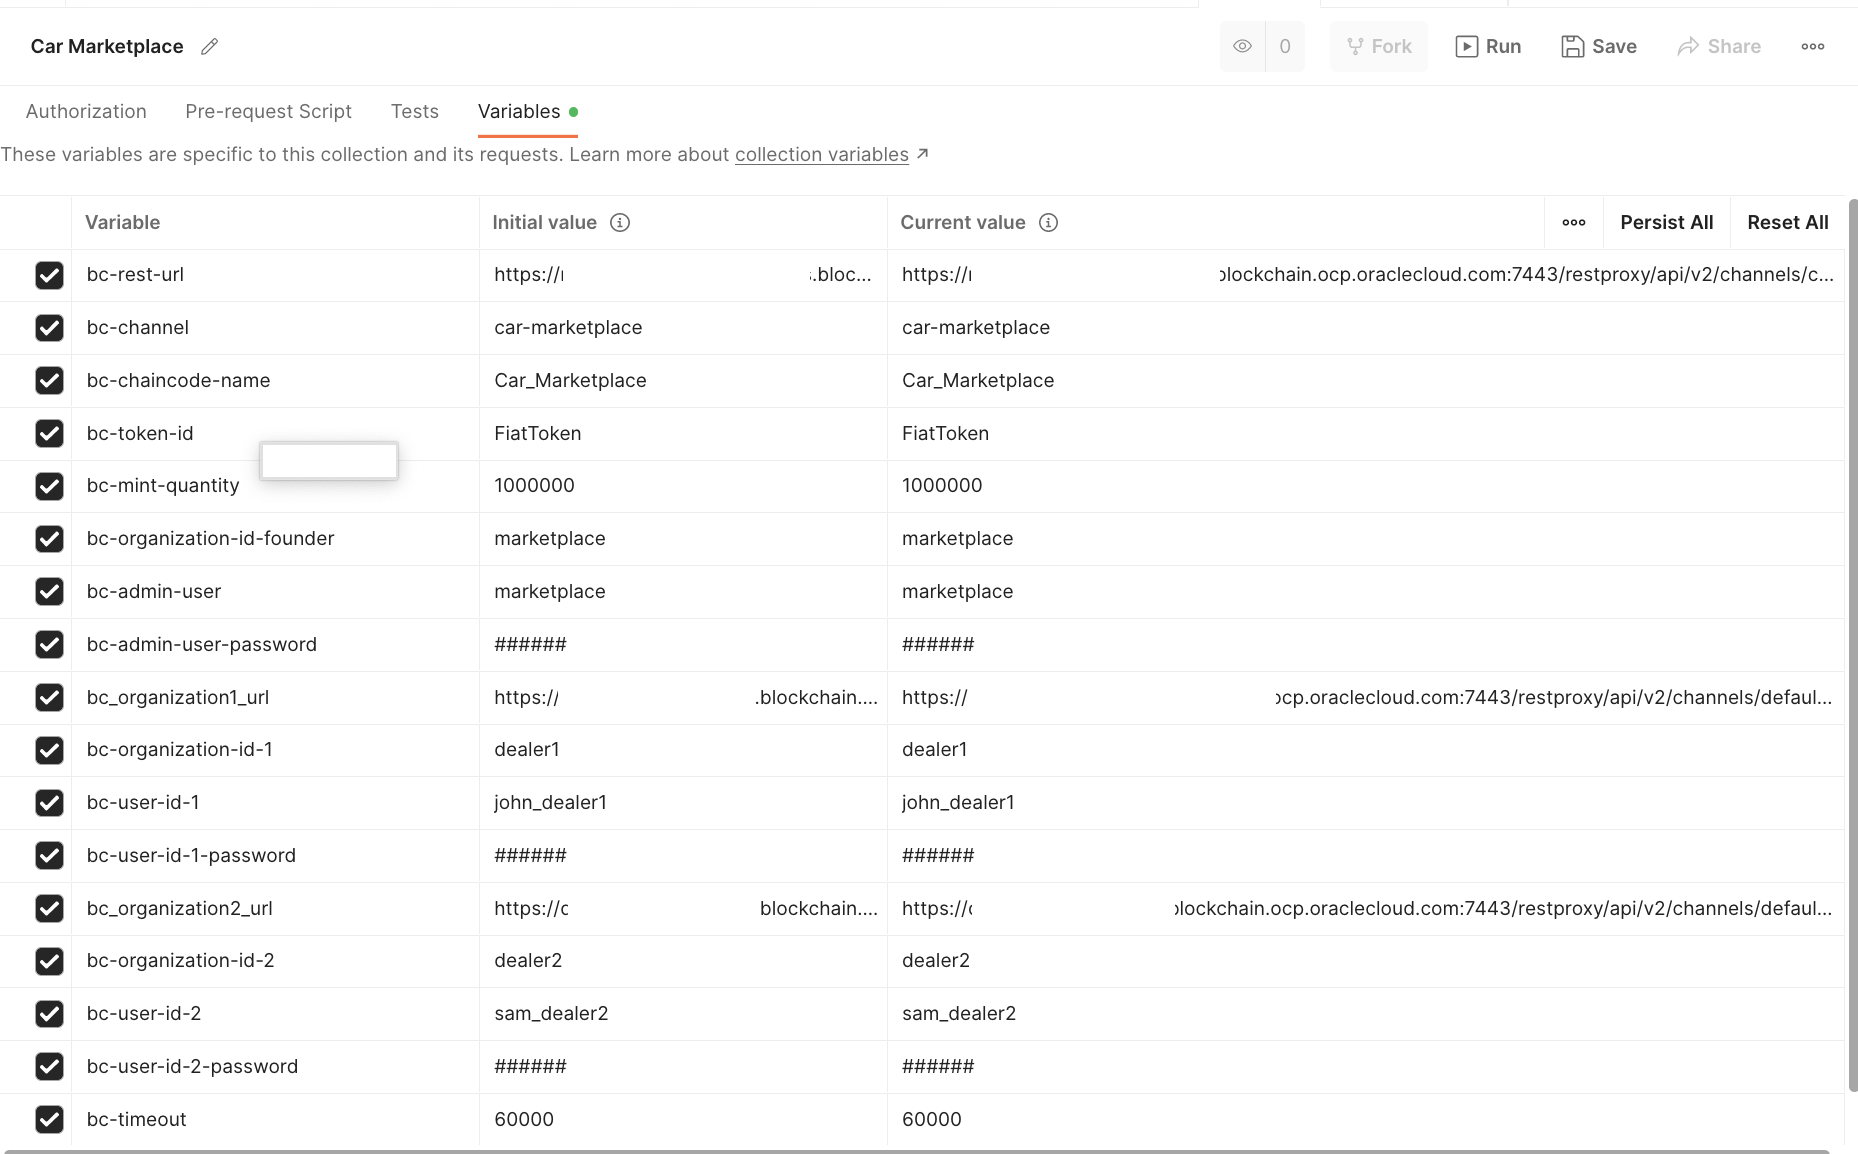 Car Marketplace 0 Fork Run Save Share
Authorization Pre-request Script Tests Variables
These variables are specific to this collection and its requests. Learn more about collection variables ↗
Variable Initial value Current value Persist All Reset All
bc-rest-url https:// .bloc... https:// blockchain.ocp.oraclecloud.com:7443/restproxy/api/v2/channels/c...
bc-channel car-marketplace car-marketplace
bc-chaincode-name Car_Marketplace Car_Marketplace
bc-token-id FiatToken FiatToken
bc-mint-quantity 1000000 1000000
bc-organization-id-founder marketplace marketplace
bc-admin-user marketplace marketplace
bc-admin-user-password ###### ######
bc_organization1_url https:// .blockchain.... https:// ocp.oraclecloud.com:7443/restproxy/api/v2/channels/defaul...
bc-organization-id-1 dealer1 dealer1
bc-user-id-1 john_dealer1 john_dealer1
bc-user-id-1-password ###### ######
bc_organization2_url https:// blockchain.... https:// blockchain.ocp.oraclecloud.com:7443/restproxy/api/v2/channels/defaul...
bc-organization-id-2 dealer2 dealer2
bc-user-id-2 sam_dealer2 sam_dealer2
bc-user-id-2-password ###### ######
bc-timeout 60000 60000